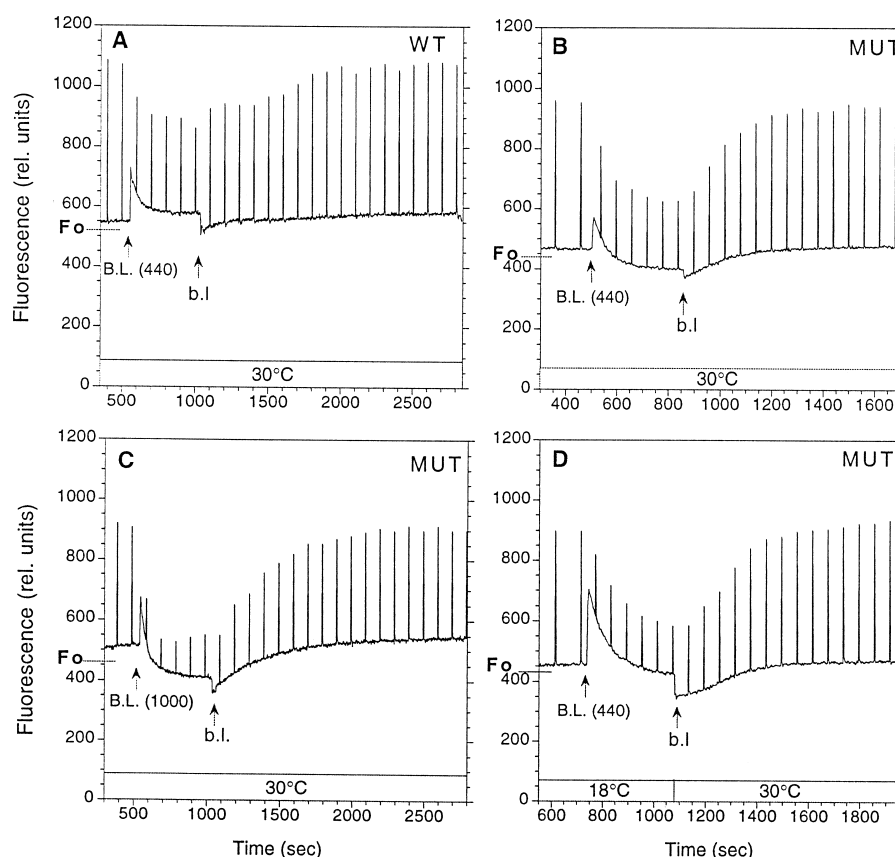 A WT
1200
1000
800
600
Fo
400
200
0
B.L. (440)
b.l
30°C
500 1000 1500 2000 2500
Fluorescence (rel. units)
B MUT
1200
1000
800
600
Fo
400
200
0
B.L. (440)
b.l
30°C
400 600 800 1000 1200 1400 1600
C MUT
1200
1000
800
600
Fo
400
200
0
B.L. (1000)
b.l.
30°C
500 1000 1500 2000 2500
Time (sec)
Fluorescence (rel. units)
D MUT
1200
1000
800
600
Fo
400
200
0
B.L. (440)
b.l
18°C 30°C
600 800 1000 1200 1400 1600 1800
Time (sec)